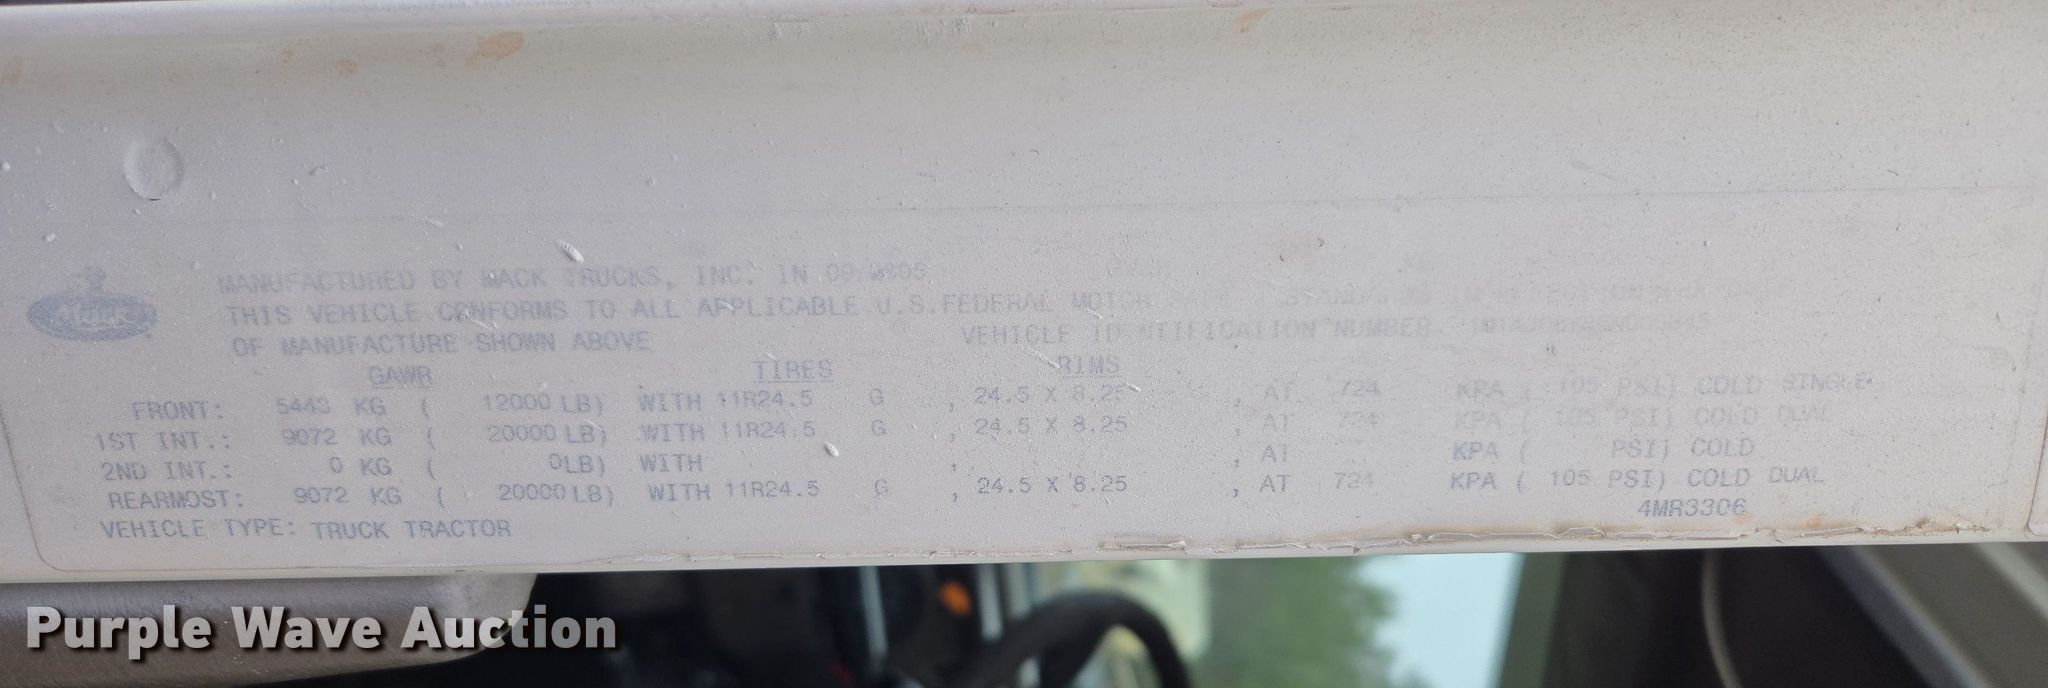 MANUFACTURED BY MACK TRUCKS, INC. IN
THIS VEHICLE CONFORMS TO ALL APPLICABLE U.S. FEDERAL MOTOR
OF MANUFACTURE SHOWN ABOVE VEHICLE IDENTIFICATION NUMBER
GAWR TIRES RIMS
FRONT: 5443 KG ( 12000 LB) WITH 11R24.5 G , 24.5 X 8.25 , AT 724 KPA ( 105 PSI) COLD SINGLE
1ST INT.: 9072 KG ( 20000 LB) WITH 11R24.5 G , 24.5 X 8.25 , AT 724 KPA ( 105 PSI) COLD DUAL
2ND INT.: 0 KG ( 0LB) WITH , , AT KPA ( PSI) COLD
REARMOST: 9072 KG ( 20000 LB) WITH 11R24.5 G , 24.5 X 8.25 , AT 724 KPA ( 105 PSI) COLD DUAL
4MR3306
VEHICLE TYPE: TRUCK TRACTOR
Purple Wave Auction